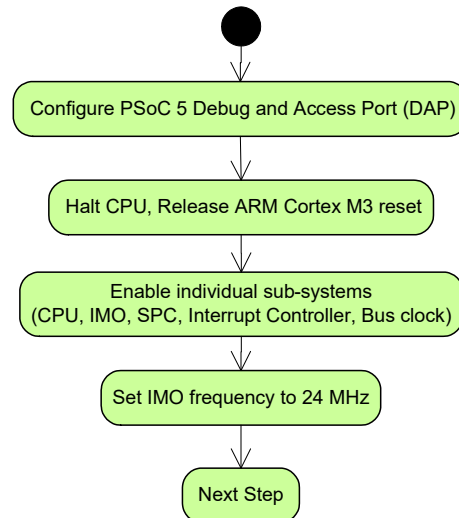 Configure PSoC 5 Debug and Access Port (DAP)
Halt CPU, Release ARM Cortex M3 reset
Enable individual sub-systems
(CPU, IMO, SPC, Interrupt Controller, Bus clock)
Set IMO frequency to 24 MHz
Next Step